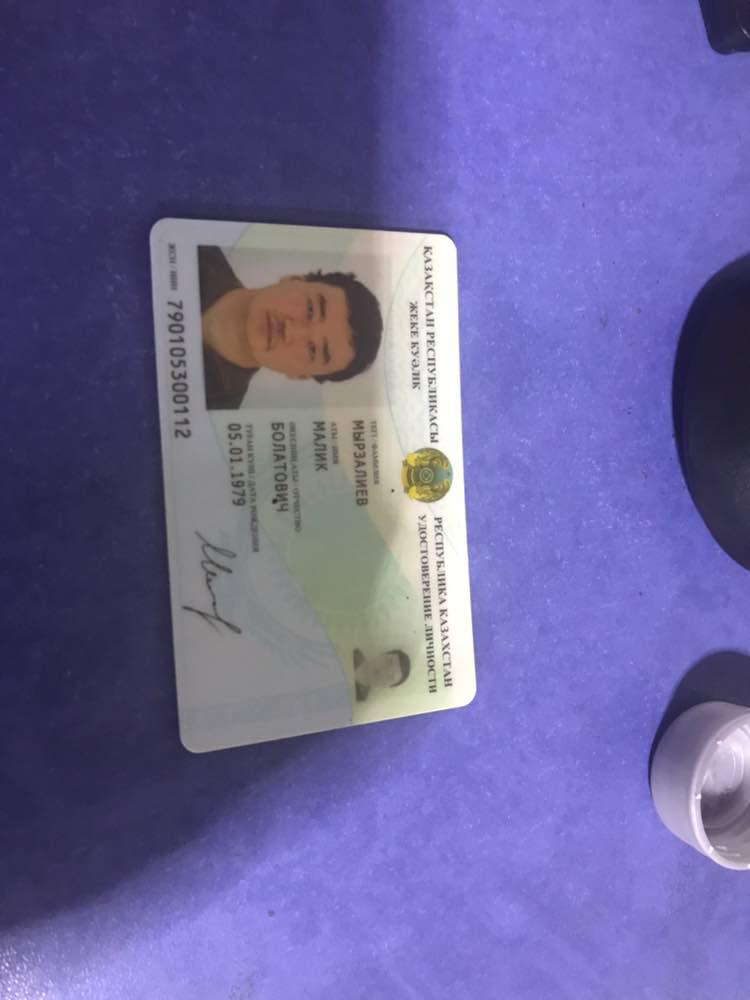 ҚАЗАҚСТАН РЕСПУБЛИКАСЫ
ЖЕКЕ КУӘЛІК
РЕСПУБЛИКА КАЗАХСТАН
УДОСТОВЕРЕНИЕ ЛИЧНОСТИ
ТЕГІ / ФАМИЛИЯ
МЫРЗАЛИЕВ
АТЫ / ИМЯ
МАЛИК
ӘКЕСІНІҢ АТЫ / ОТЧЕСТВО
БОЛАТОВИЧ
ТУҒАН КҮНІ / ДАТА РОЖДЕНИЯ
05.01.1979
ЖСН / ИИН 790105300112